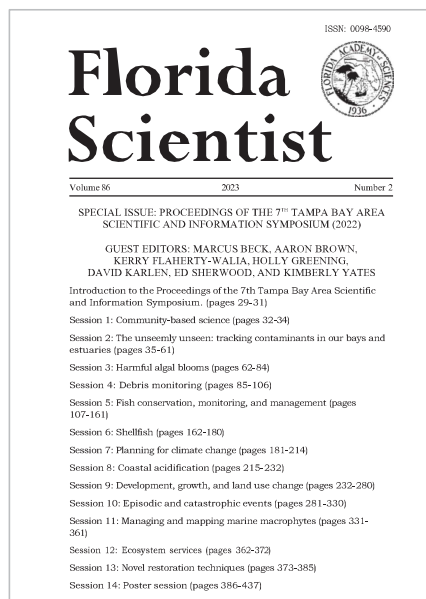 ISSN: 0098-4590
Florida
Scientist
FLORIDA ACADEMY OF SCIENCES
1936
Volume 86 2023 Number 2
SPECIAL ISSUE: PROCEEDINGS OF THE 7TH TAMPA BAY AREA
SCIENTIFIC AND INFORMATION SYMPOSIUM (2022)
GUEST EDITORS: MARCUS BECK, AARON BROWN,
KERRY FLAHERTY-WALIA, HOLLY GREENING,
DAVID KARLEN, ED SHERWOOD, AND KIMBERLY YATES
Introduction to the Proceedings of the 7th Tampa Bay Area Scientific
and Information Symposium. (pages 29-31)
Session 1: Community-based science (pages 32-34)
Session 2: The unseemly unseen: tracking contaminants in our bays and
estuaries (pages 35-61)
Session 3: Harmful algal blooms (pages 62-84)
Session 4: Debris monitoring (pages 85-106)
Session 5: Fish conservation, monitoring, and management (pages
107-161)
Session 6: Shellfish (pages 162-180)
Session 7: Planning for climate change (pages 181-214)
Session 8: Coastal acidification (pages 215-232)
Session 9: Development, growth, and land use change (pages 232-280)
Session 10: Episodic and catastrophic events (pages 281-330)
Session 11: Managing and mapping marine macrophytes (pages 331-
361)
Session 12: Ecosystem services (pages 362-372)
Session 13: Novel restoration techniques (pages 373-385)
Session 14: Poster session (pages 386-437)